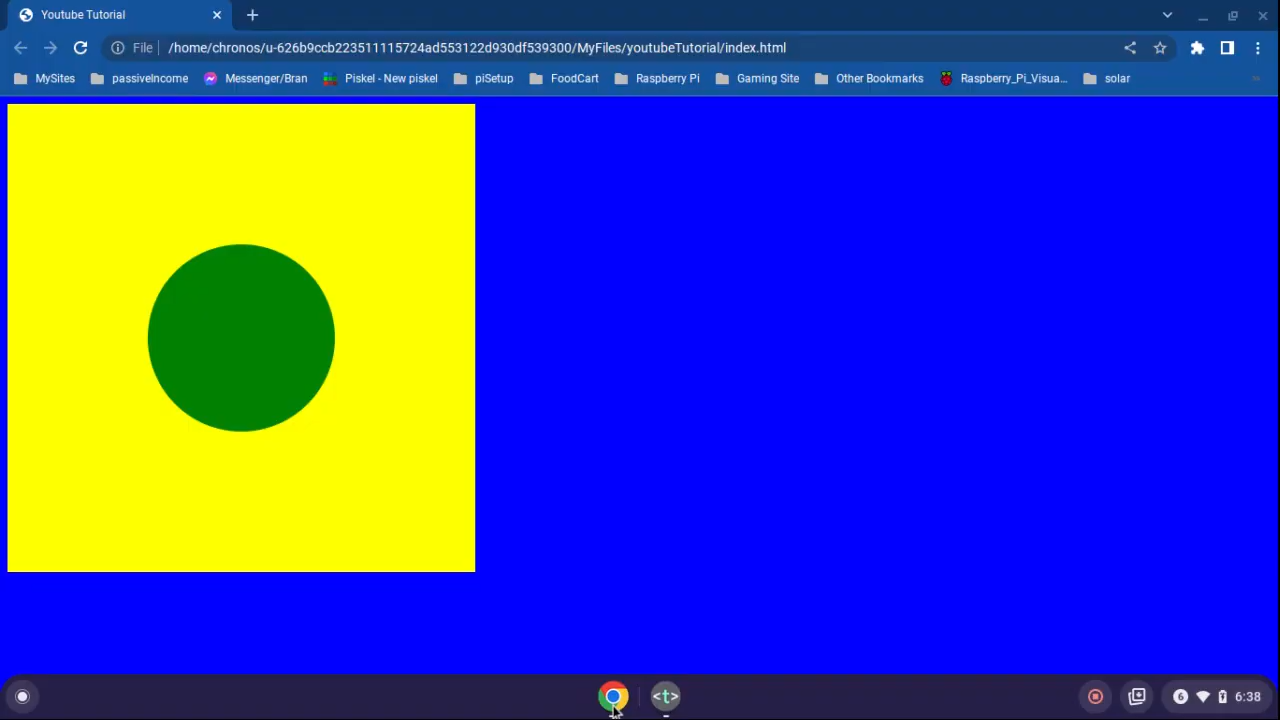 Youtube Tutorial
File /home/chronos/u-626b9ccb223511115724ad553122d930df539300/MyFiles/youtubeTutorial/index.html
MySites passiveIncome Messenger/Bran Piskel - New piskel piSetup FoodCart Raspberry Pi Gaming Site Other Bookmarks Raspberry_Pi_Visua... solar »
<t> 6 6:38